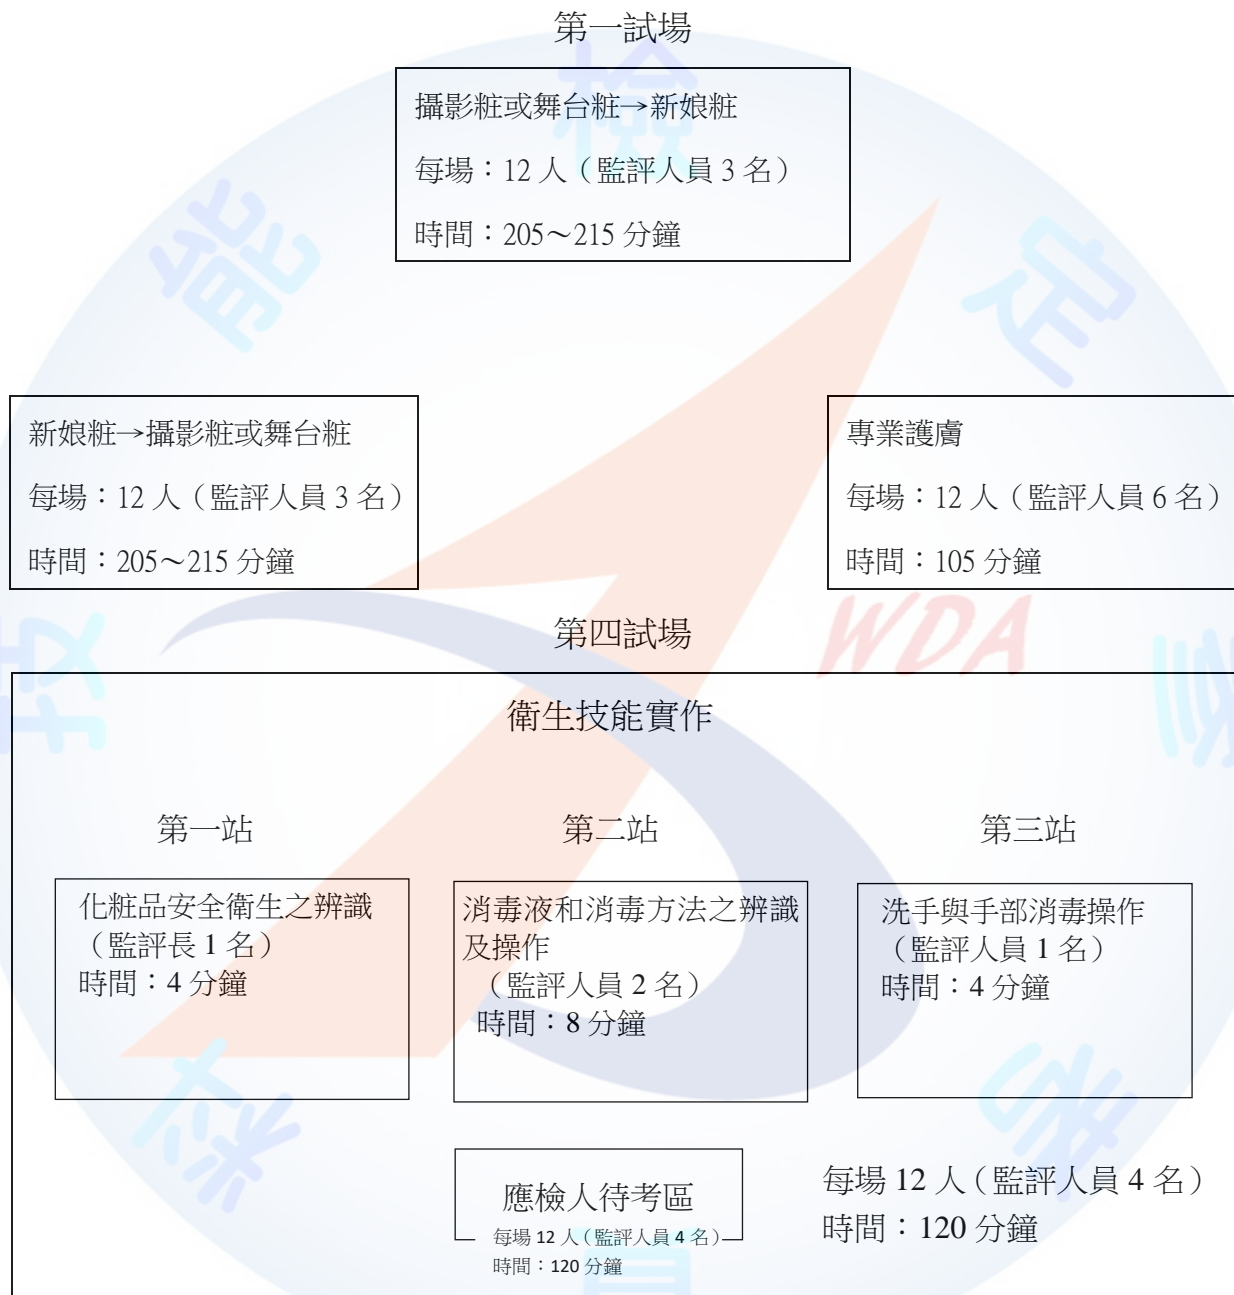 第一試場
攝影粧或舞台粧→新娘粧
每場：12 人（監評人員 3 名）
時間：205～215 分鐘
新娘粧→攝影粧或舞台粧
每場：12 人（監評人員 3 名）
時間：205～215 分鐘
專業護膚
每場：12 人（監評人員 6 名）
時間：105 分鐘
第四試場
衛生技能實作
第一站
化粧品安全衛生之辨識
（監評長 1 名）
時間：4 分鐘
第二站
消毒液和消毒方法之辨識
及操作
（監評人員 2 名）
時間：8 分鐘
第三站
洗手與手部消毒操作
（監評人員 1 名）
時間：4 分鐘
應檢人待考區
每場 12 人（監評人員 4 名）
時間：120 分鐘
每場 12 人（監評人員 4 名）
時間：120 分鐘
技能檢定
WDA
參考資料